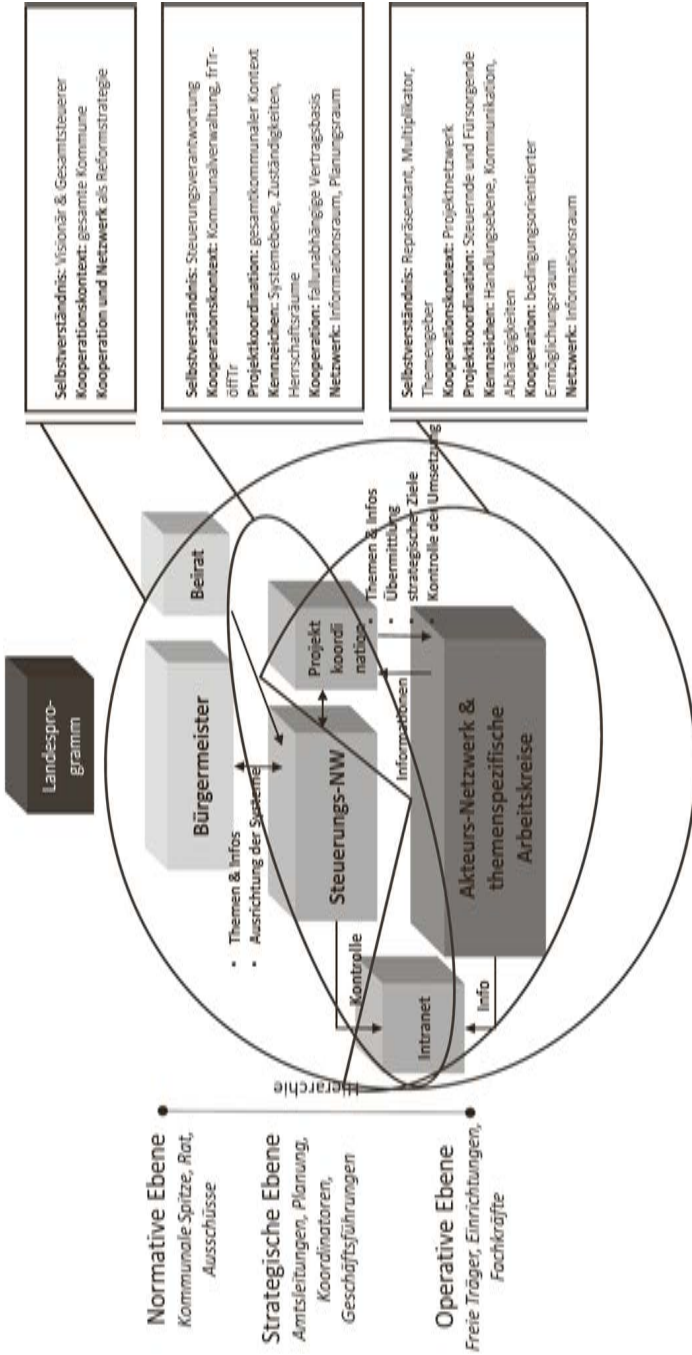 Landespro-
gramm
Normative Ebene
Kommunale Spitze, Rat,
Ausschüsse
Strategische Ebene
Amtsleitungen, Planung,
Koordinatoren,
Geschäftsführungen
Operative Ebene
Freie Träger, Einrichtungen,
Fachkräfte
Hierarchie
Bürgermeister
Beirat
• Themen & Infos
• Ausrichtung der Systeme
Steuerungs-NW
Projekt
koordi
nation
Kontrolle
Intranet
Info
Informationen
• Themen & Infos
• Übermittlung
strategischer Ziele
• Kontrolle der Umsetzung
Akteurs-Netzwerk &
themenspezifische
Arbeitskreise
Selbstverständnis: Visionär & Gesamtsteuerer
Kooperationskontext: gesamte Kommune
Kooperation und Netzwerk als Reformstrategie
Selbstverständnis: Steuerungsverantwortung
Kooperationskontext: Kommunalverwaltung, frTr-
öffTr
Projektkoordination: gesamtkommunaler Kontext
Kennzeichen: Systemebene, Zuständigkeiten,
Herrschaftsräume
Kooperation: fallunabhängige Vertragsbasis
Netzwerk: Informationsraum, Planungsraum
Selbstverständnis: Repräsentant, Multiplikator,
Themengeber
Kooperationskontext: Projektnetzwerk
Projektkoordination: Steuernde und Fürsorgende
Kennzeichen: Handlungsebene, Kommunikation,
Abhängigkeiten
Kooperation: bedingungsorientierter
Ermöglichungsraum
Netzwerk: Informationsraum